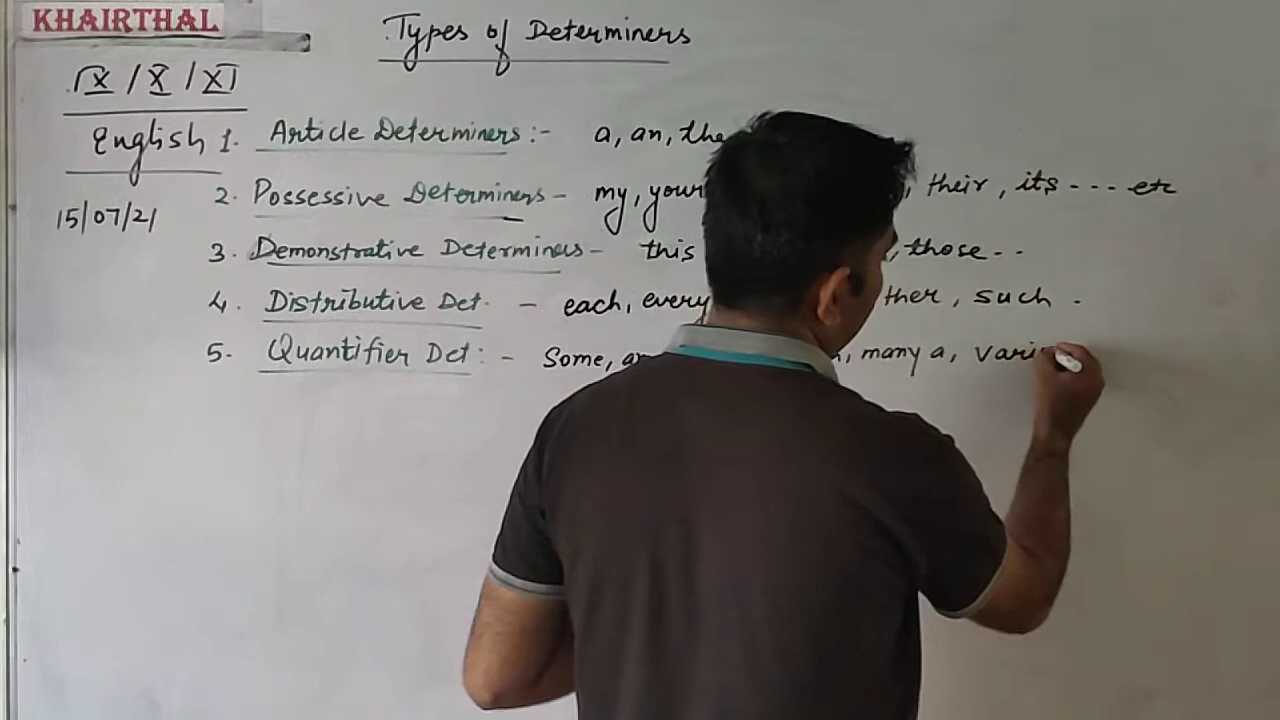 KHAIRTHAL
Types of Determiners
IX / X / XI
English
15/07/21
1. Article Determiners :- a, an, the
2. Possessive Determiners - my, your , their, its - - - etc
3. Demonstrative Determiners - this , those - -
4. Distributive Det. - each, every ther, such .
5. Quantifier Det: - Some, an , many a, vari